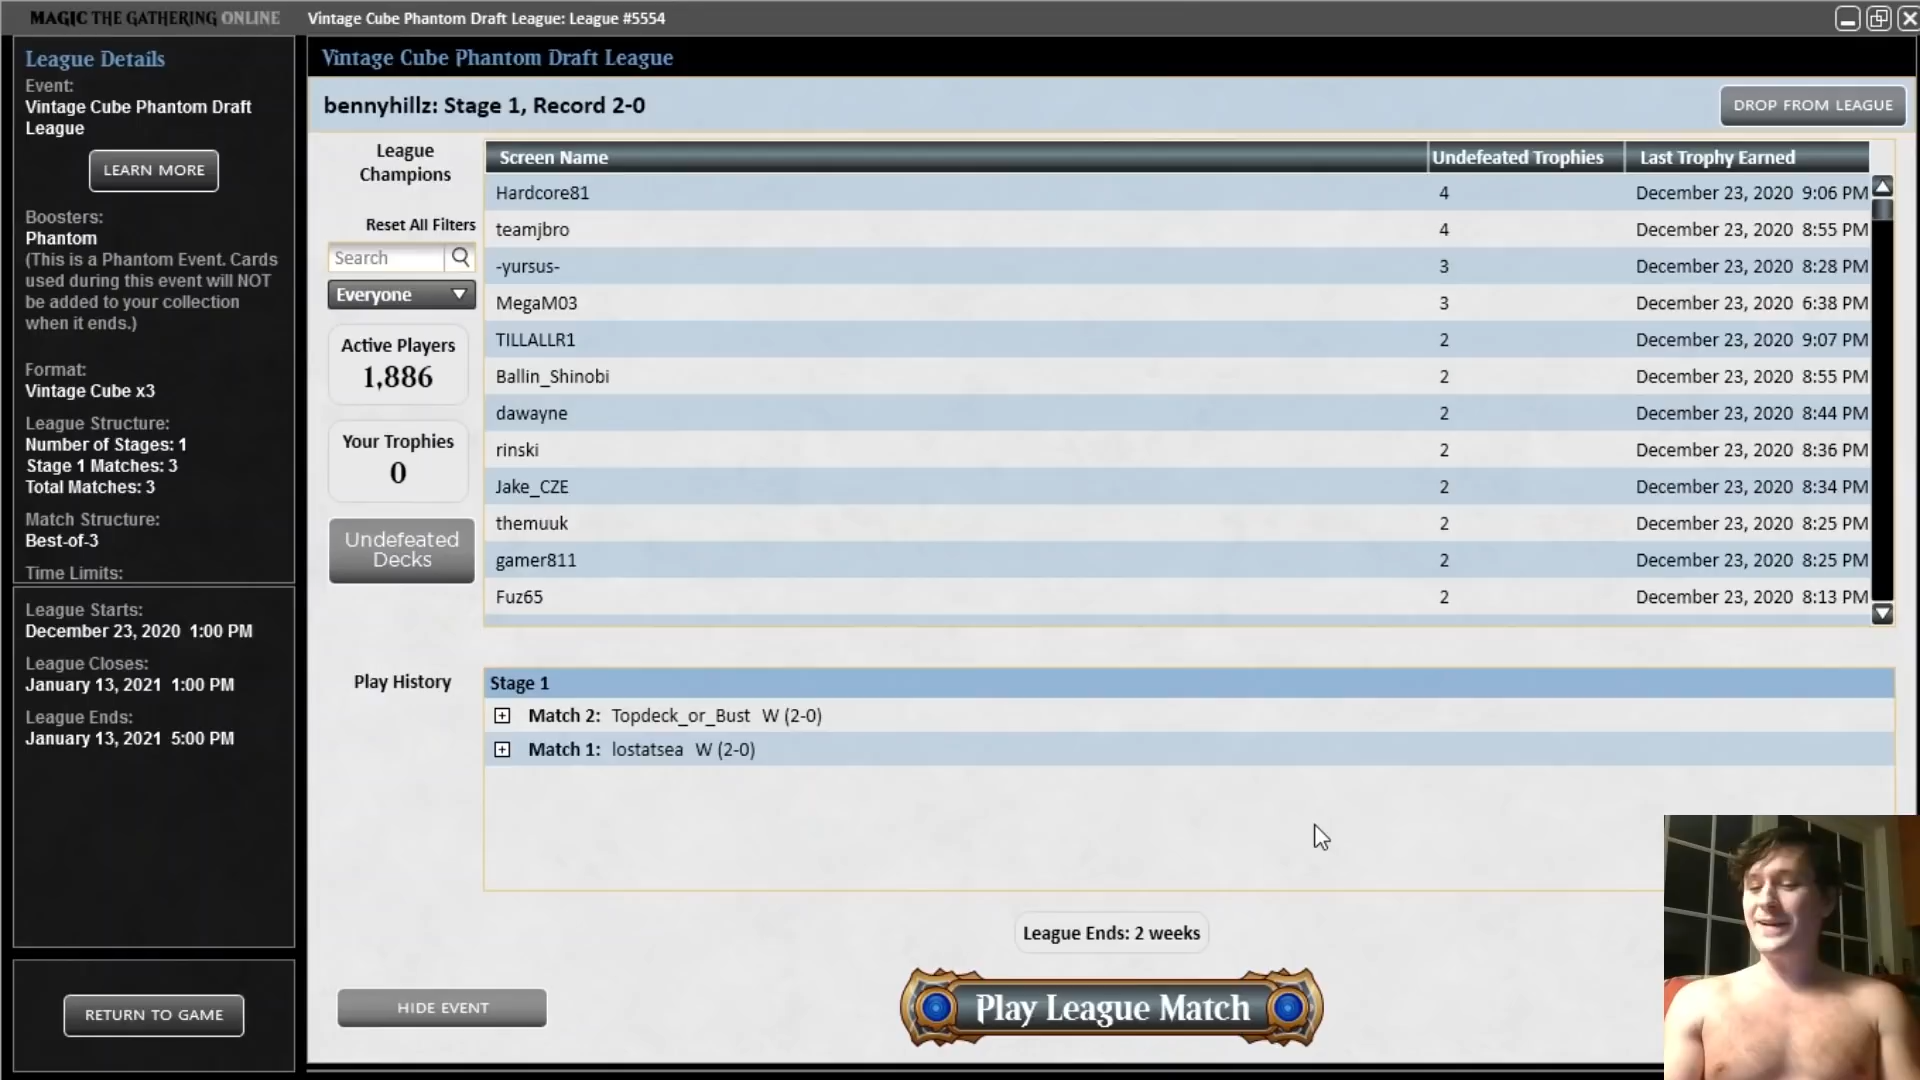 MAGIC THE GATHERING ONLINE
Vintage Cube Phantom Draft League: League #5554
League Details
Event:
Vintage Cube Phantom Draft
League
LEARN MORE
Boosters:
Phantom
(This is a Phantom Event. Cards
used during this event will NOT
be added to your collection
when it ends.)
Format:
Vintage Cube x3
League Structure:
Number of Stages: 1
Stage 1 Matches: 3
Total Matches: 3
Match Structure:
Best-of-3
Time Limits:
League Starts:
December 23, 2020 1:00 PM
League Closes:
January 13, 2021 1:00 PM
League Ends:
January 13, 2021 5:00 PM
RETURN TO GAME
Vintage Cube Phantom Draft League
bennyhillz: Stage 1, Record 2-0
DROP FROM LEAGUE
League
Champions
Reset All Filters
Search
Everyone
Active Players
1,886
Your Trophies
0
Undefeated
Decks
Screen Name Undefeated Trophies Last Trophy Earned
Hardcore81 4 December 23, 2020 9:06 PM
teamjbro 4 December 23, 2020 8:55 PM
-yursus- 3 December 23, 2020 8:28 PM
MegaM03 3 December 23, 2020 6:38 PM
TILLALLR1 2 December 23, 2020 9:07 PM
Ballin_Shinobi 2 December 23, 2020 8:55 PM
dawayne 2 December 23, 2020 8:44 PM
rinski 2 December 23, 2020 8:36 PM
Jake_CZE 2 December 23, 2020 8:34 PM
themuuk 2 December 23, 2020 8:25 PM
gamer811 2 December 23, 2020 8:25 PM
Fuz65 2 December 23, 2020 8:13 PM
Play History
Stage 1
Match 2: Topdeck_or_Bust W (2-0)
Match 1: lostatsea W (2-0)
League Ends: 2 weeks
HIDE EVENT
Play League Match